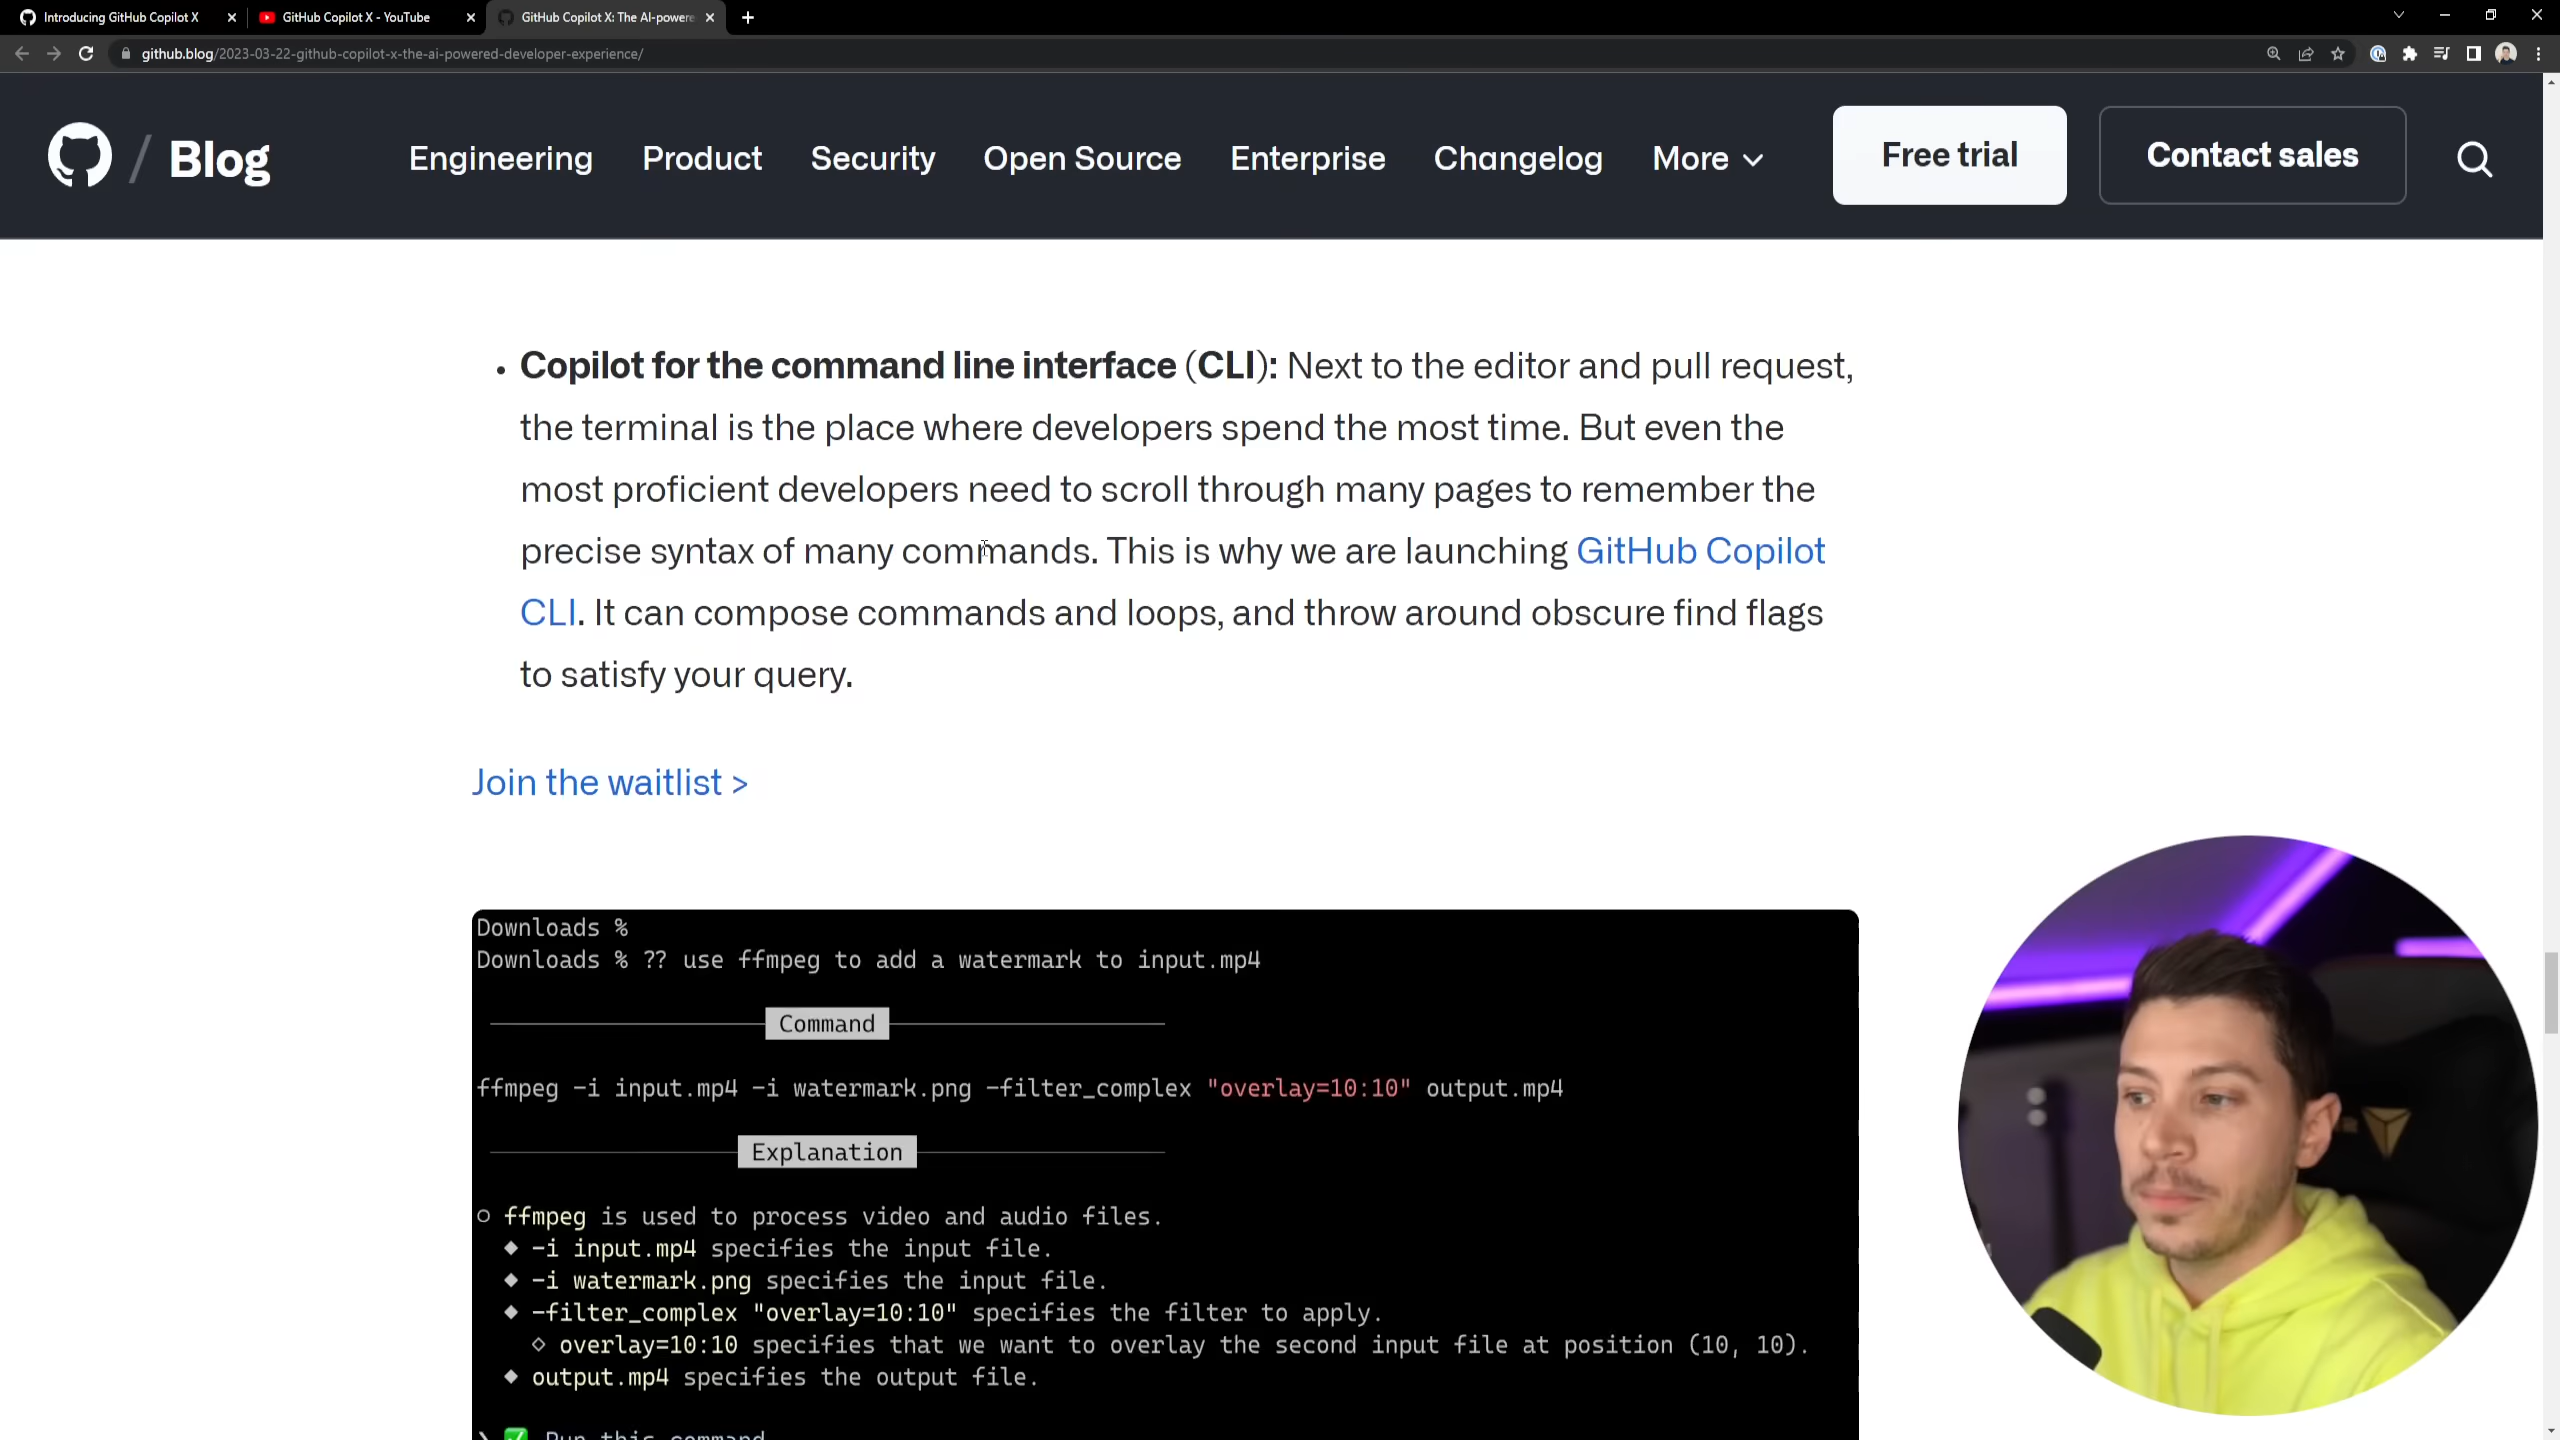 Introducing GitHub Copilot X
GitHub Copilot X - YouTube
GitHub Copilot X: The AI-powere
github.blog/2023-03-22-github-copilot-x-the-ai-powered-developer-experience/
/ Blog
Engineering
Product
Security
Open Source
Enterprise
Changelog
More
Free trial
Contact sales
• Copilot for the command line interface (CLI): Next to the editor and pull request,
the terminal is the place where developers spend the most time. But even the
most proficient developers need to scroll through many pages to remember the
precise syntax of many commands. This is why we are launching GitHub Copilot
CLI. It can compose commands and loops, and throw around obscure find flags
to satisfy your query.
Join the waitlist >
Downloads %
Downloads % ?? use ffmpeg to add a watermark to input.mp4
Command
ffmpeg -i input.mp4 -i watermark.png -filter_complex "overlay=10:10" output.mp4
Explanation
○ ffmpeg is used to process video and audio files.
◆ -i input.mp4 specifies the input file.
◆ -i watermark.png specifies the input file.
◆ -filter_complex "overlay=10:10" specifies the filter to apply.
◇ overlay=10:10 specifies that we want to overlay the second input file at position (10, 10).
◆ output.mp4 specifies the output file.
❯ ✅ Run this command